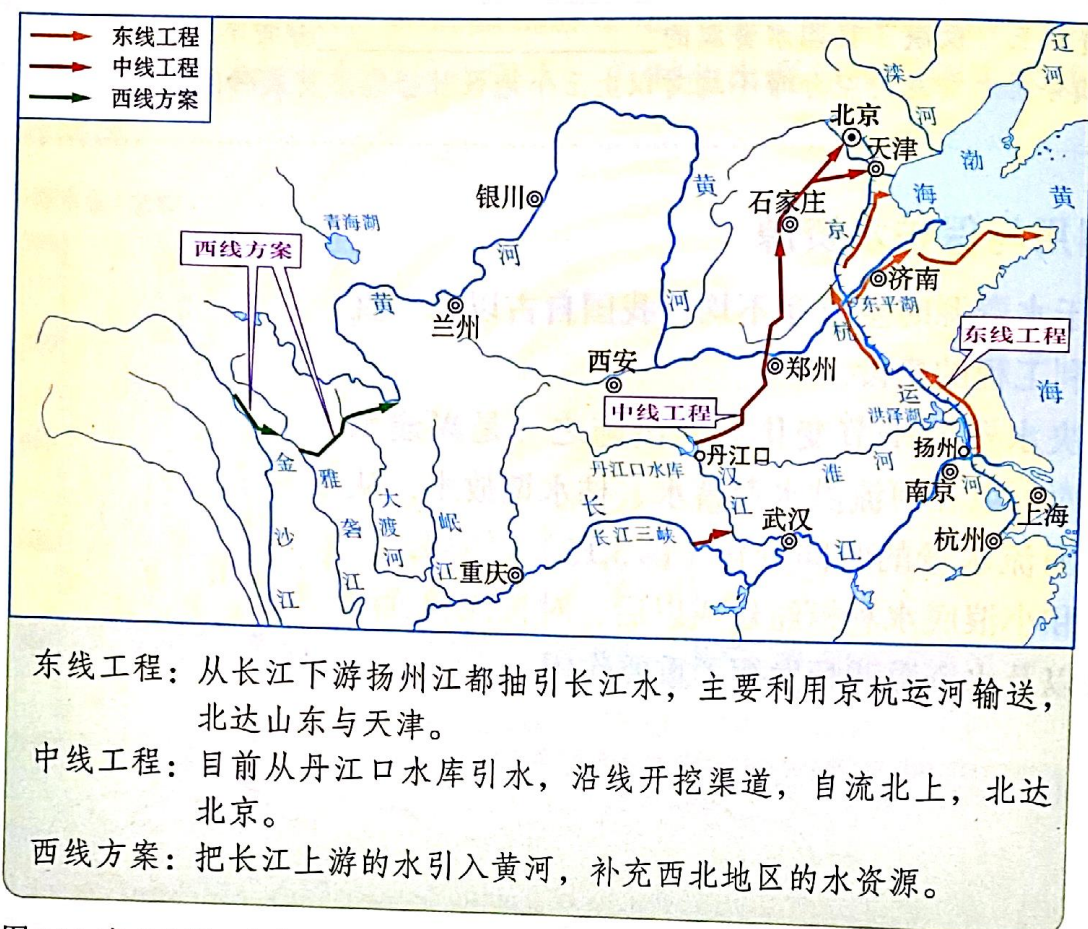 东线工程
中线工程
西线方案
辽
河
滦
河
北京
天津
渤
海
黄
海
银川
黄
河
石家庄
京
青海湖
西线方案
河
济南
黄
兰州
河
东平湖
杭
东线工程
西安
郑州
运
洪泽湖
中线工程
扬州
丹江口
丹江口水库
汉
江
淮
河
南京
河
金
沙
江
雅
砻
江
大
渡
河
岷
江
长
长江三峡
武汉
江
上海
杭州
重庆
东线工程：从长江下游扬州江都抽引长江水，主要利用京杭运河输送，
北达山东与天津。
中线工程：目前从丹江口水库引水，沿线开挖渠道，自流北上，北达
北京。
西线方案：把长江上游的水引入黄河，补充西北地区的水资源。